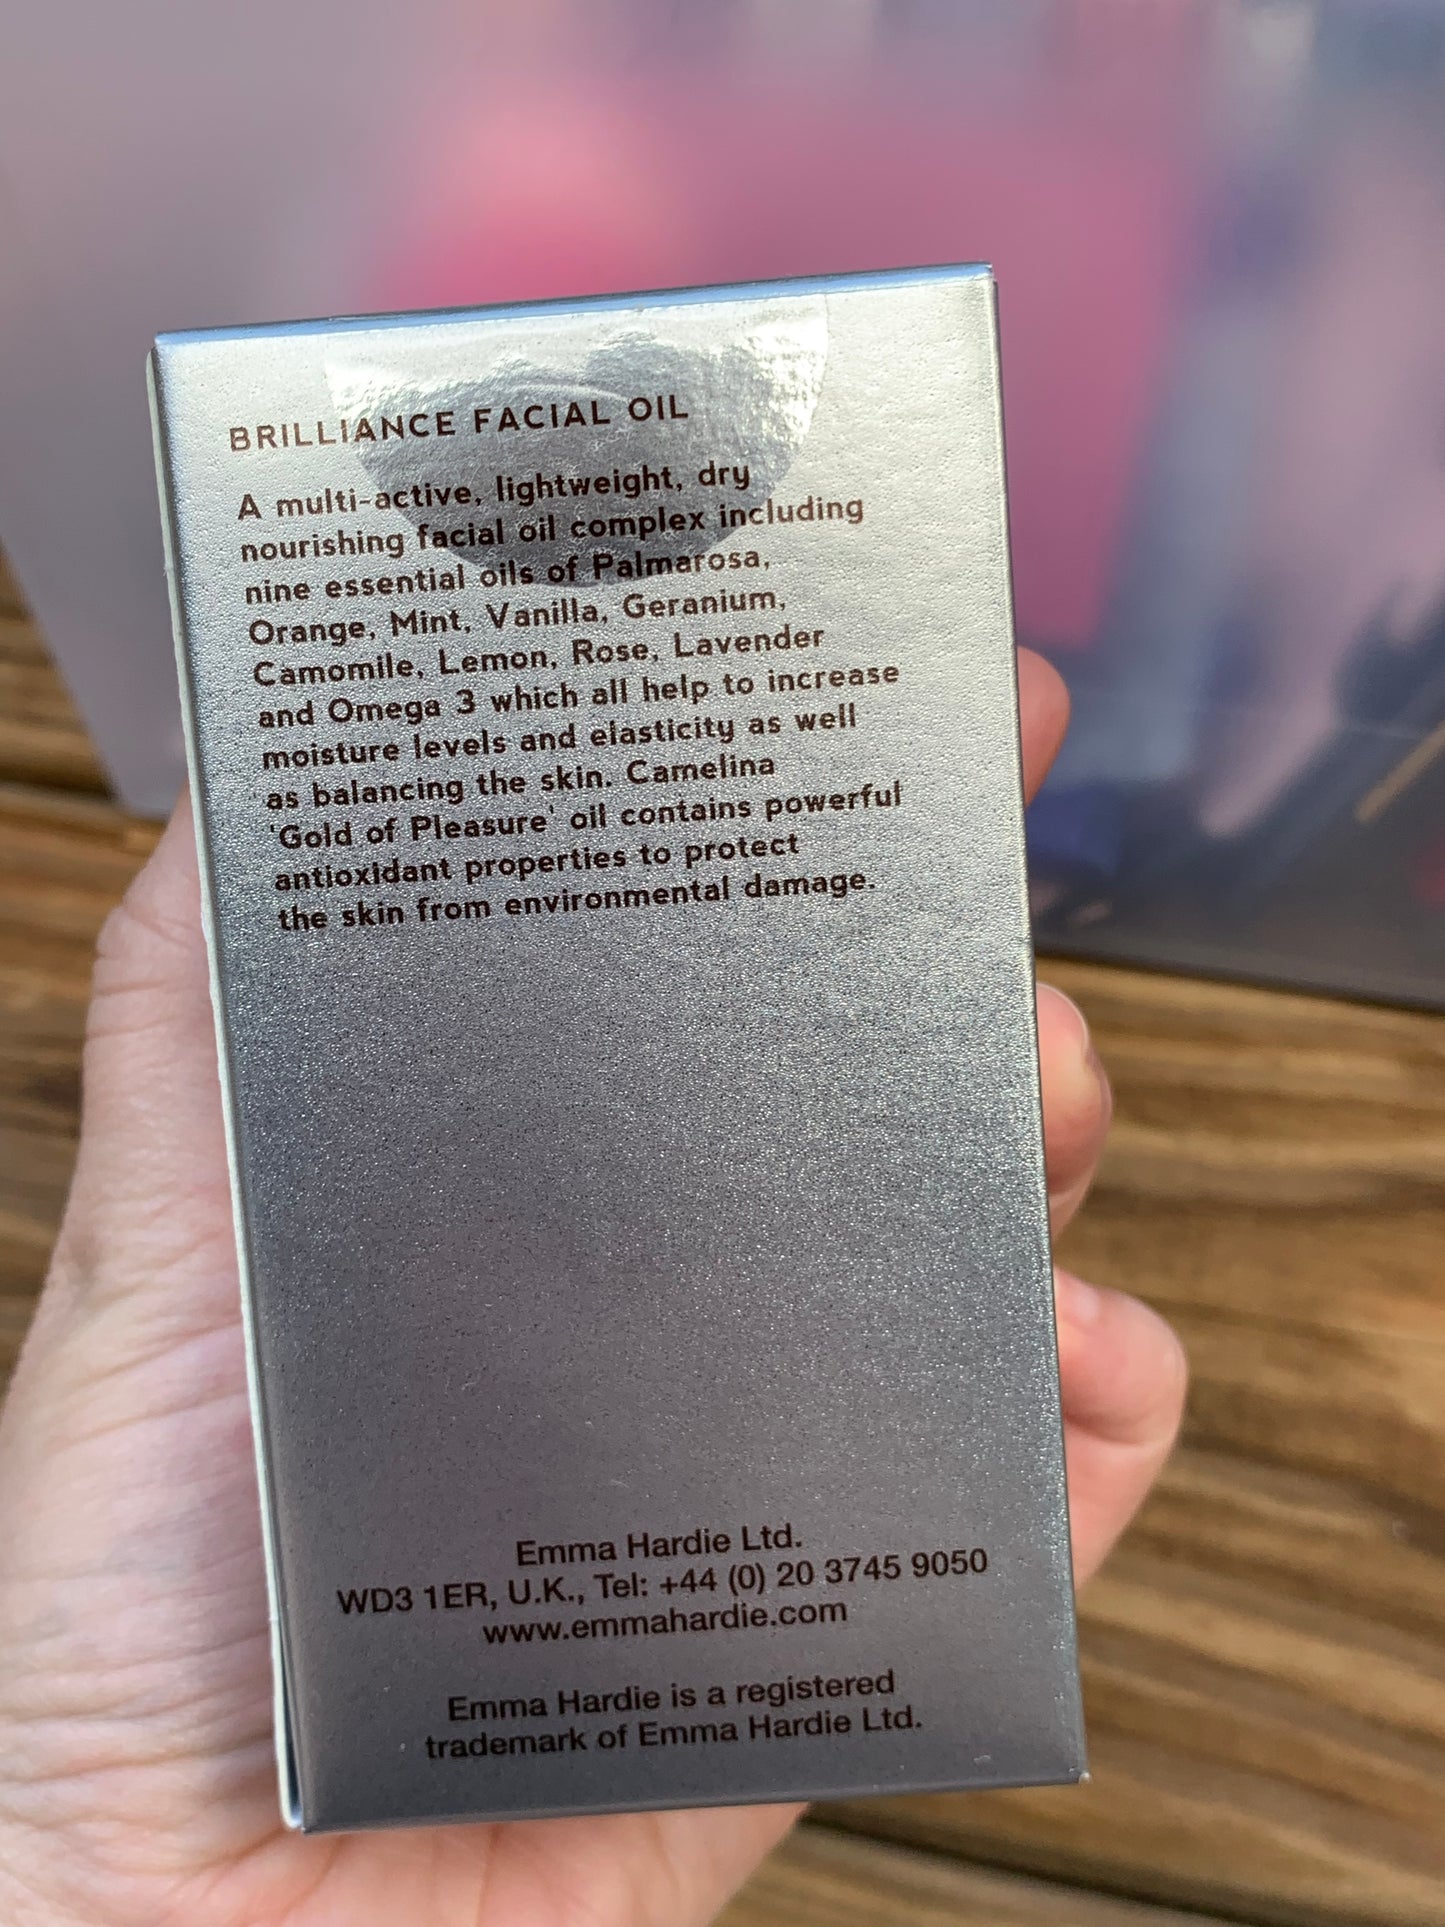 BRILLIANCE FACIAL OIL
A multi-active, lightweight, dry
nourishing facial oil complex including
nine essential oils of Palmarosa,
Orange, Mint, Vanilla, Geranium,
Camomile, Lemon, Rose, Lavender
and Omega 3 which all help to increase
moisture levels and elasticity as well
as balancing the skin. Camelina
'Gold of Pleasure' oil contains powerful
antioxidant properties to protect
the skin from environmental damage.
Emma Hardie Ltd.
WD3 1ER, U.K., Tel: +44 (0) 20 3745 9050
www.emmahardie.com
Emma Hardie is a registered
trademark of Emma Hardie Ltd.